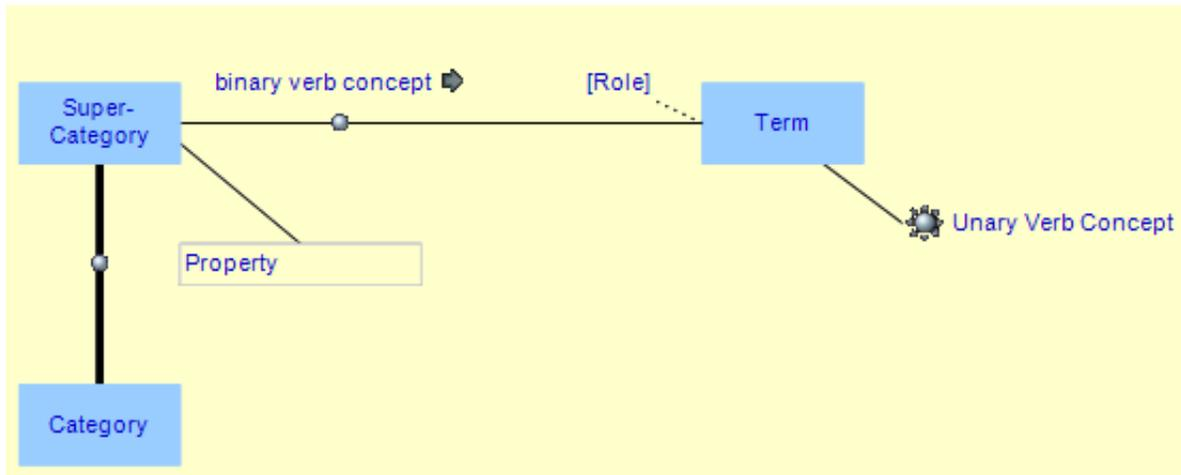 binary verb concept
[Role]
Super-
Category
Term
Unary Verb Concept
Property
Category